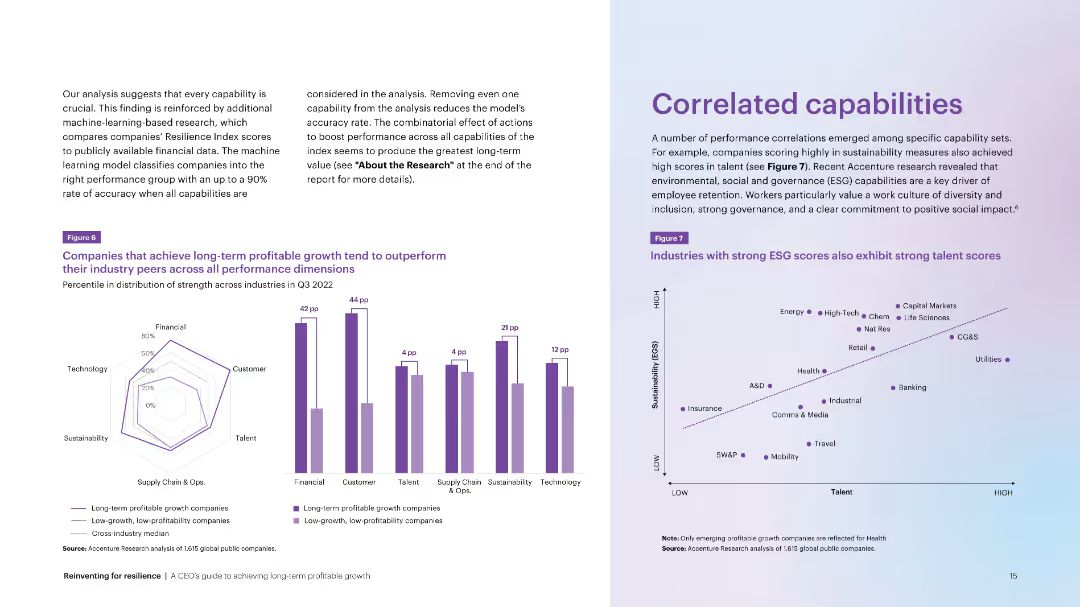 Our analysis suggests that every capability is
crucial. This finding is reinforced by additional
machine-learning-based research, which
compares companies' Resilience Index scores
to publicly available financial data. The machine
learning model classifies companies into the
right performance group with an up to a 90%
rate of accuracy when all capabilities are
considered in the analysis. Removing even one
capability from the analysis reduces the model's
accuracy rate. The combinatorial effect of actions
to boost performance across all capabilities of the
index seems to produce the greatest long-term
value (see "About the Research" at the end of the
report for more details).
Figure 6
Companies that achieve long-term profitable growth tend to outperform
their industry peers across all performance dimensions
Percentile in distribution of strength across industries in Q3 2022
Financial
80%
60%
40%
20%
0%
Technology
Customer
Sustainability
Talent
Supply Chain & Ops.
Long-term profitable growth companies
Low-growth, low-profitability companies
Cross-industry median
42 pp
44 pp
4 pp
4 pp
21 pp
12 pp
Financial
Customer
Talent
Supply Chain
& Ops.
Sustainability
Technology
Long-term profitable growth companies
Low-growth, low-profitability companies
Source: Accenture Research analysis of 1,615 global public companies.
Reinventing for resilience | A CEO's guide to achieving long-term profitable growth
Correlated capabilities
A number of performance correlations emerged among specific capability sets.
For example, companies scoring highly in sustainability measures also achieved
high scores in talent (see Figure 7). Recent Accenture research revealed that
environmental, social and governance (ESG) capabilities are a key driver of
employee retention. Workers particularly value a work culture of diversity and
inclusion, strong governance, and a clear commitment to positive social impact.⁶
Figure 7
Industries with strong ESG scores also exhibit strong talent scores
HIGH
Sustainability (EGS)
LOW
Energy
High-Tech
Chem
Capital Markets
Life Sciences
Nat Res
CG&S
Retail
Utilities
Health
A&D
Banking
Industrial
Insurance
Comms & Media
Travel
SW&P
Mobility
LOW
Talent
HIGH
Note: Only emerging profitable growth companies are reflected for Health
Source: Accenture Research analysis of 1,615 global public companies.
15